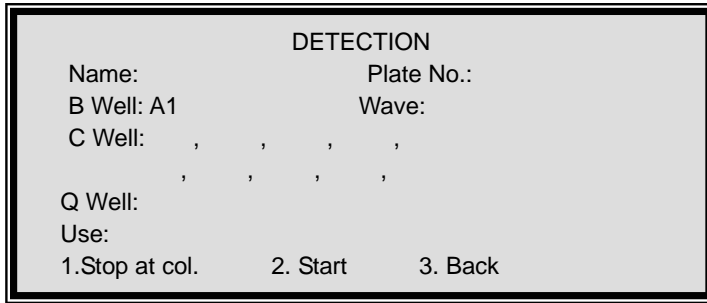 DETECTION
Name: Plate No.:
B Well: A1 Wave:
C Well: , , , ,
, , , ,
Q Well:
Use:
1.Stop at col. 2. Start 3. Back